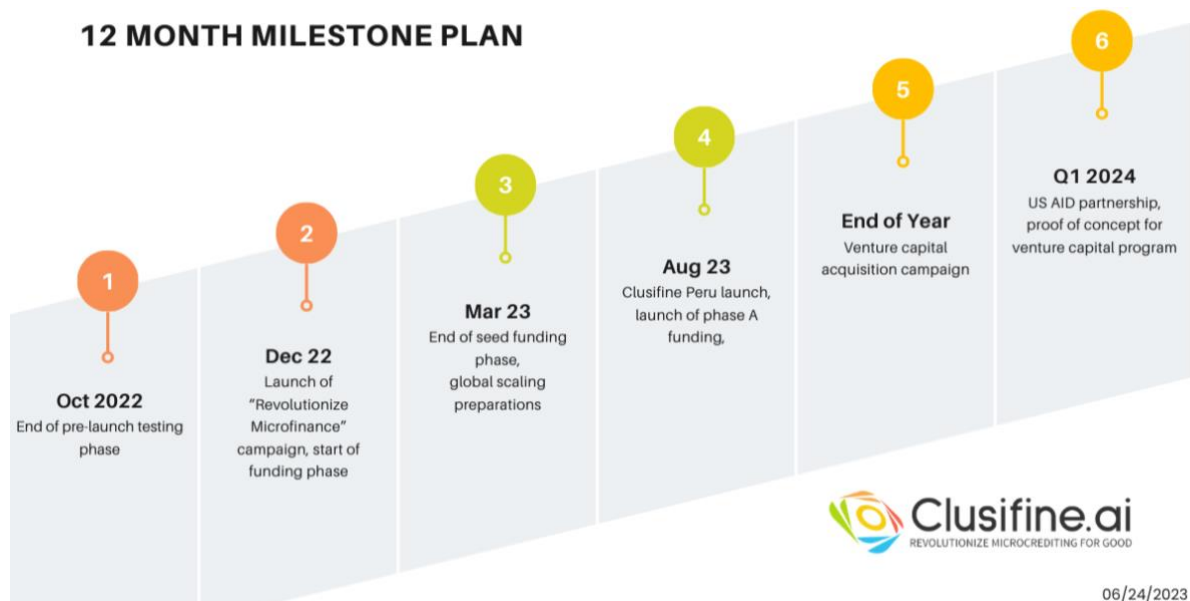 12 MONTH MILESTONE PLAN
1
Oct 2022
End of pre-launch testing
phase
2
Dec 22
Launch of
“Revolutionize
Microfinance”
campaign, start of
funding phase
3
Mar 23
End of seed funding
phase,
global scaling
preparations
4
Aug 23
Clusifine Peru launch,
launch of phase A
funding,
5
End of Year
Venture capital
acquisition campaign
6
Q1 2024
US AID partnership,
proof of concept for
venture capital program
Clusifine.ai
REVOLUTIONIZE MICROCREDITING FOR GOOD
06/24/2023